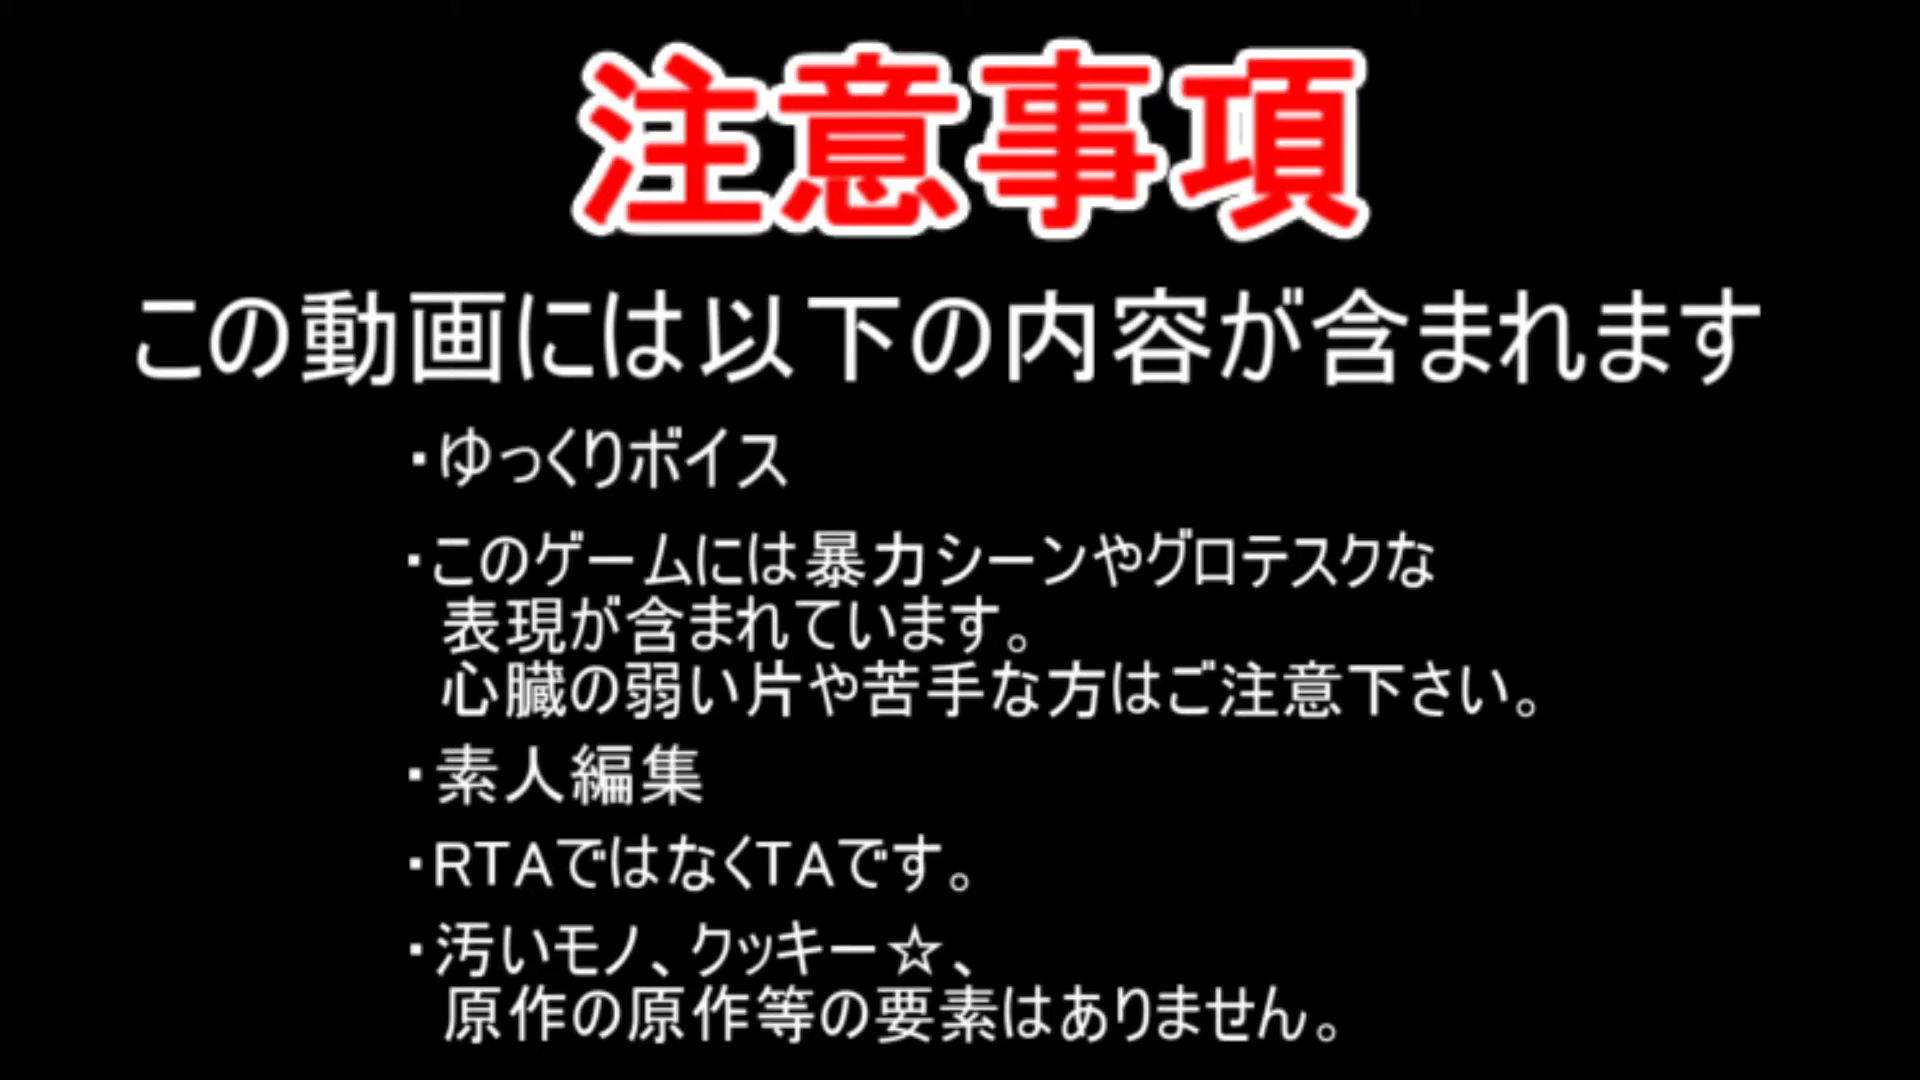 注意事項
この動画には以下の内容が含まれます
・ゆっくりボイス
・このゲームには暴力シーンやグロテスクな
表現が含まれています。
心臓の弱い片や苦手な方はご注意下さい。
・素人編集
・RTAではなくTAです。
・汚いモノ、クッキー☆、
原作の原作等の要素はありません。